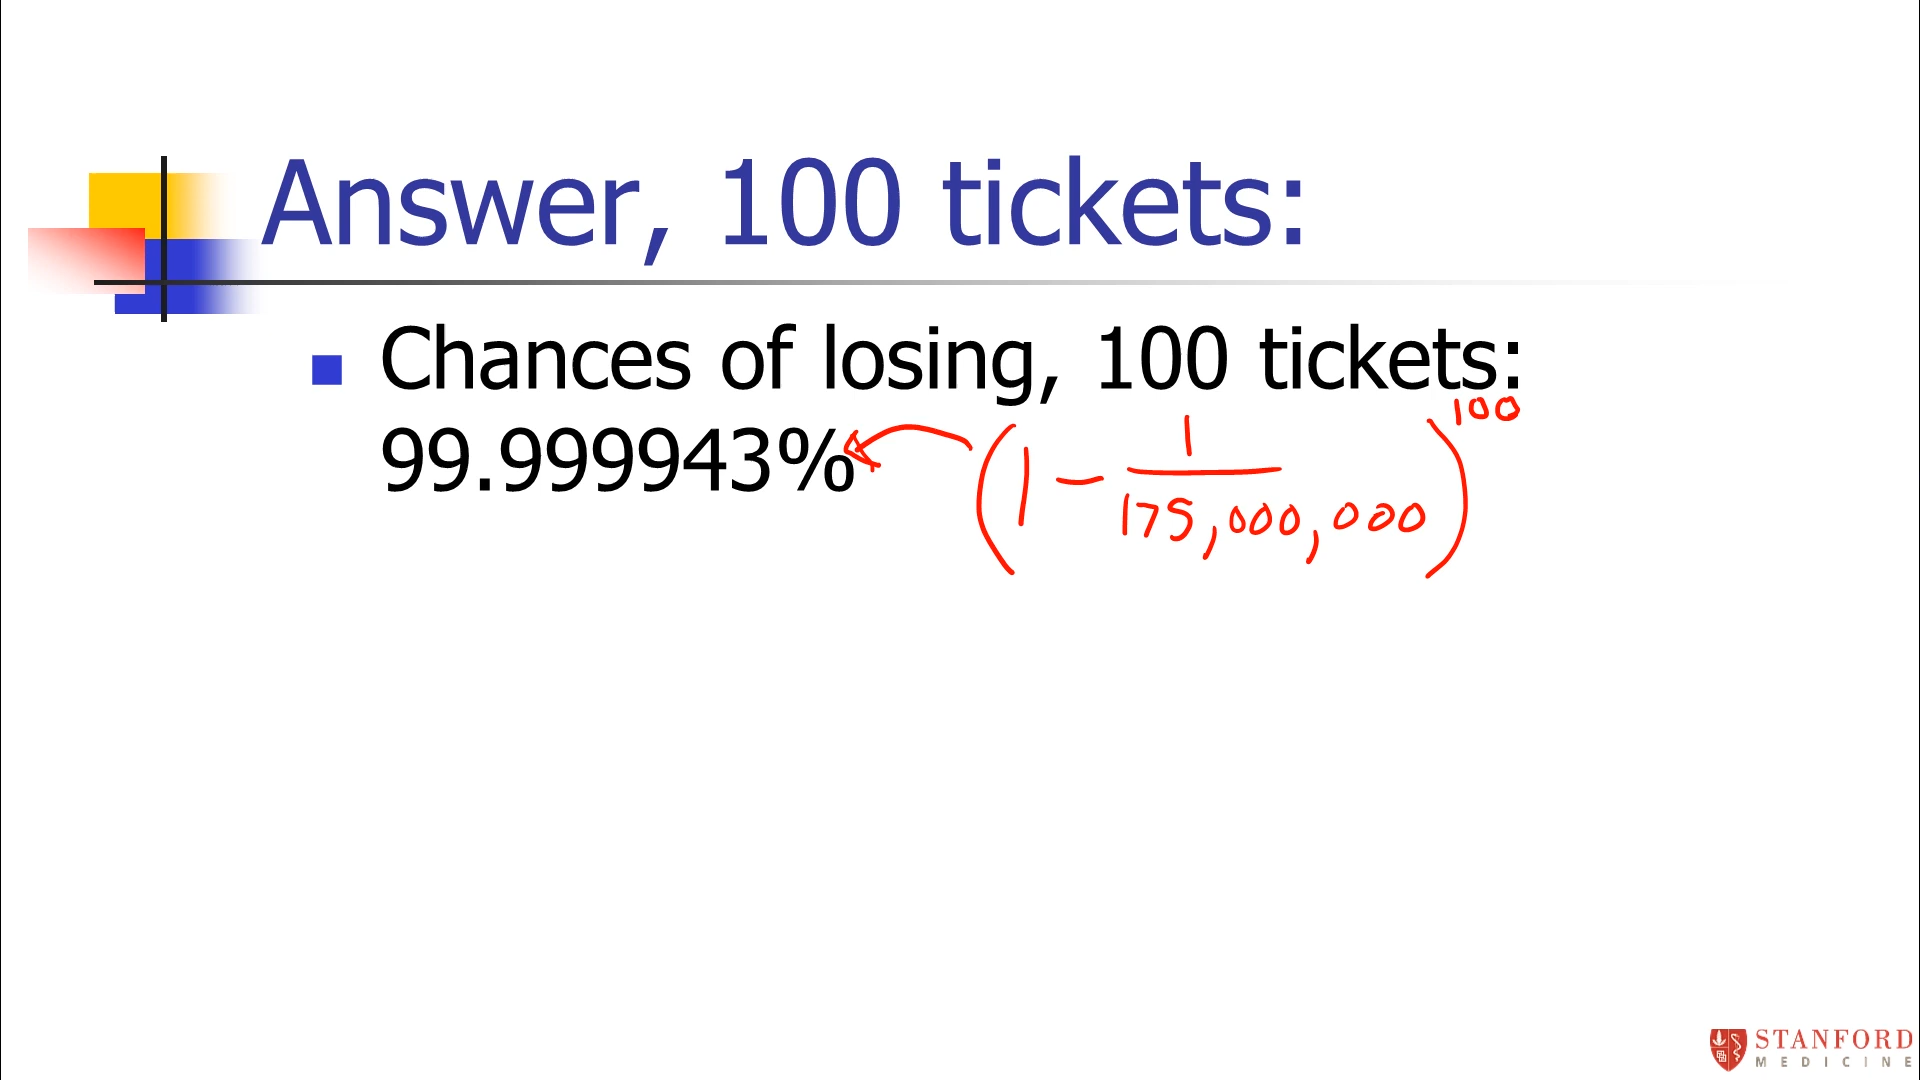 Answer, 100 tickets:
Chances of losing, 100 tickets:
99.999943%
(1 - 1/175,000,000)^100
STANFORD
MEDICINE